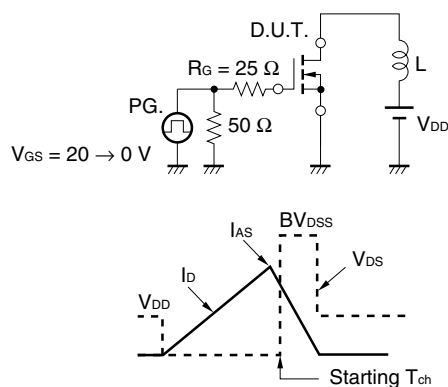 D.U.T.
RG = 25 Ω
L
PG.
50 Ω
VDD
VGS = 20 → 0 V
BVDSS
IAS
ID
VDS
VDD
Starting Tch